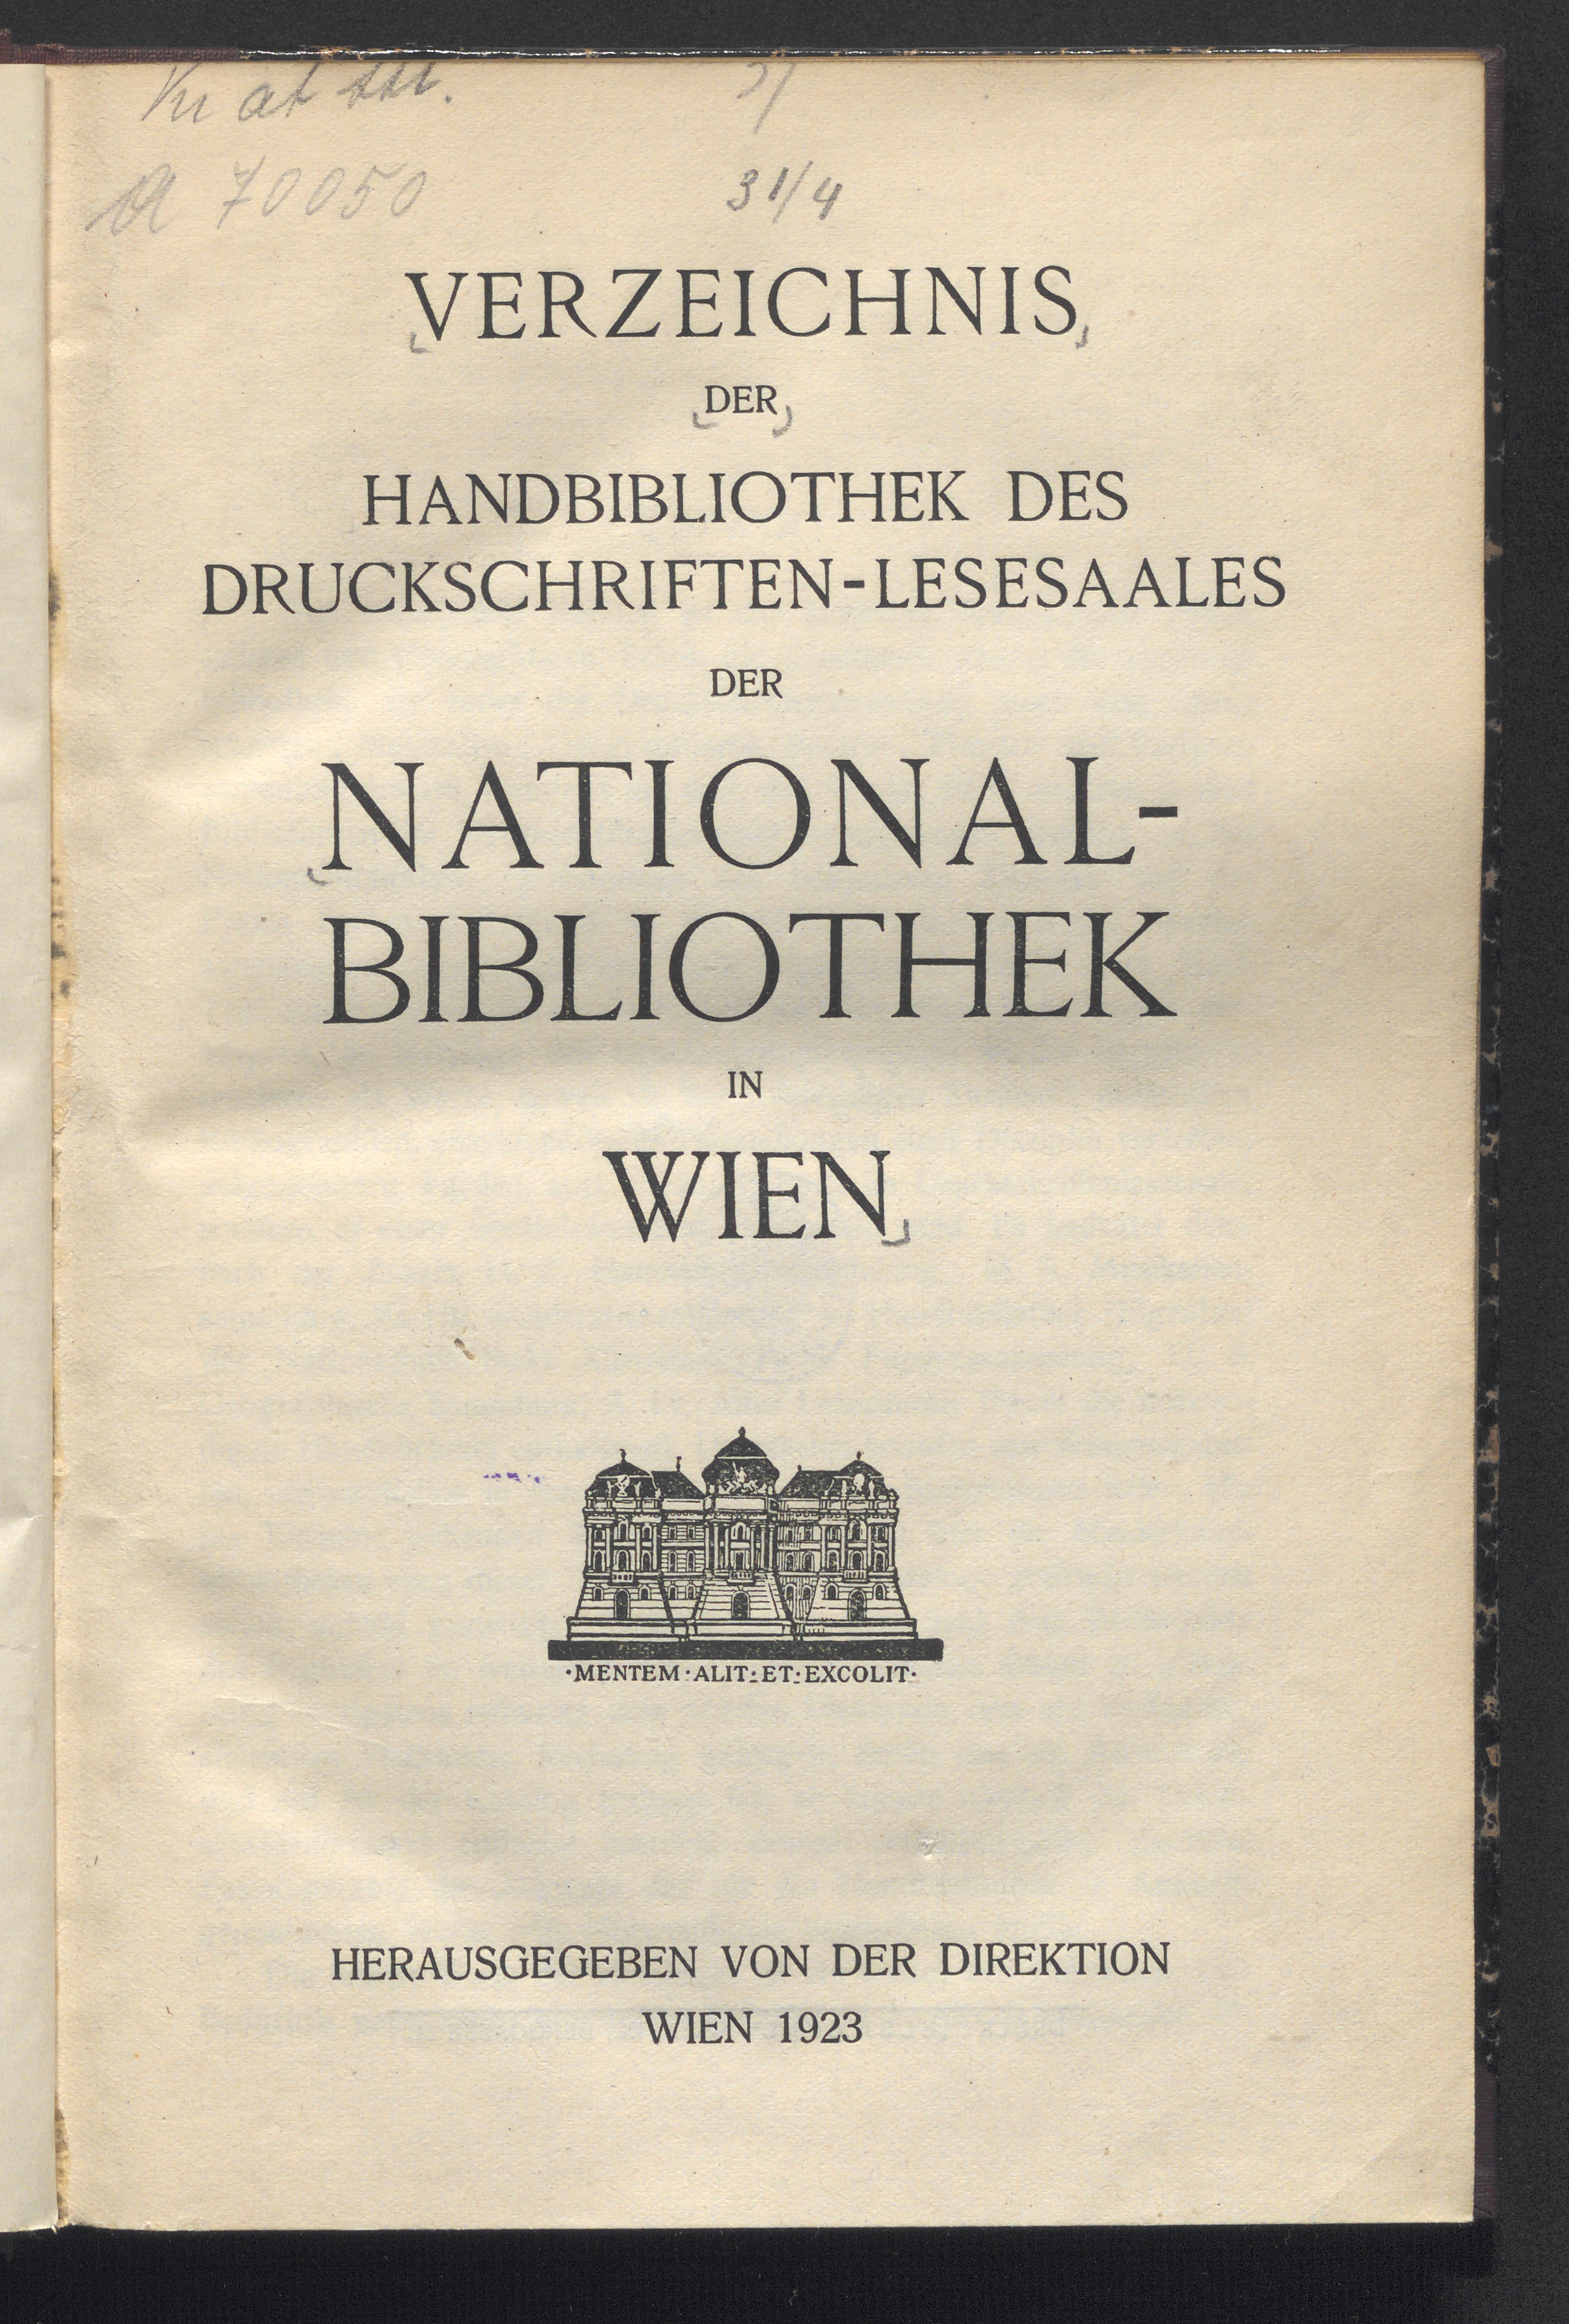 a 70050
31/4
VERZEICHNIS
DER
HANDBIBLIOTHEK DES
DRUCKSCHRIFTEN-LESESAALES
DER
NATIONAL-
BIBLIOTHEK
IN
WIEN
·MENTEM:ALIT:ET:EXCOLIT·
HERAUSGEGEBEN VON DER DIREKTION
WIEN 1923